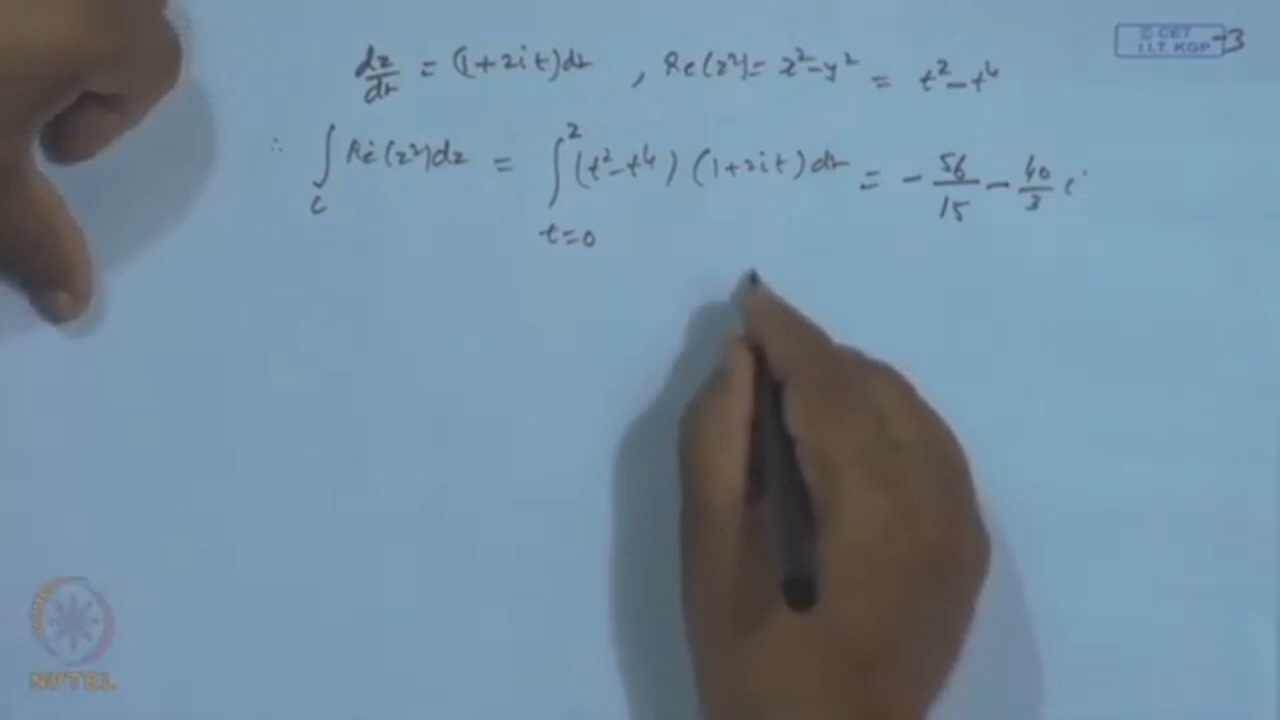 © CET
I.I.T. KGP -3
dz/dt = (1+2it)dt , Re(z²) = x²-y² = t²-t⁴
∴ ∫_C Re(z²)dz = ∫_{t=0}^{2} (t²-t⁴)(1+2it)dt = -56/15 - 40/3 i
NPTEL